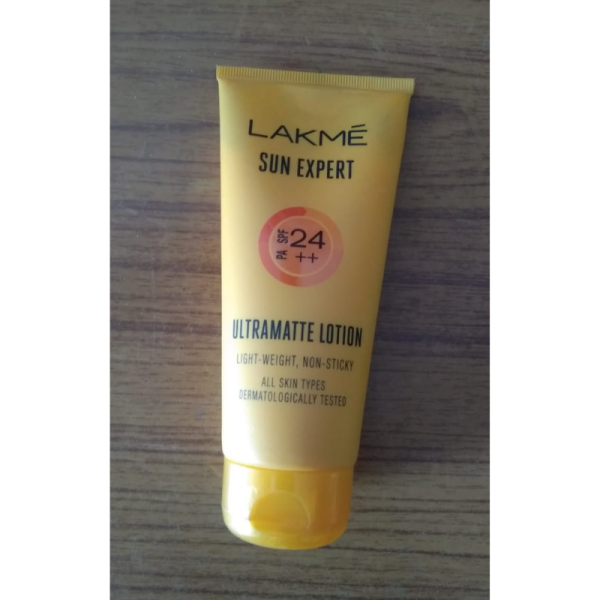 LAKMÉ
SUN EXPERT
SPF 24
PA ++
ULTRAMATTE LOTION
LIGHT-WEIGHT, NON-STICKY
ALL SKIN TYPES
DERMATOLOGICALLY TESTED